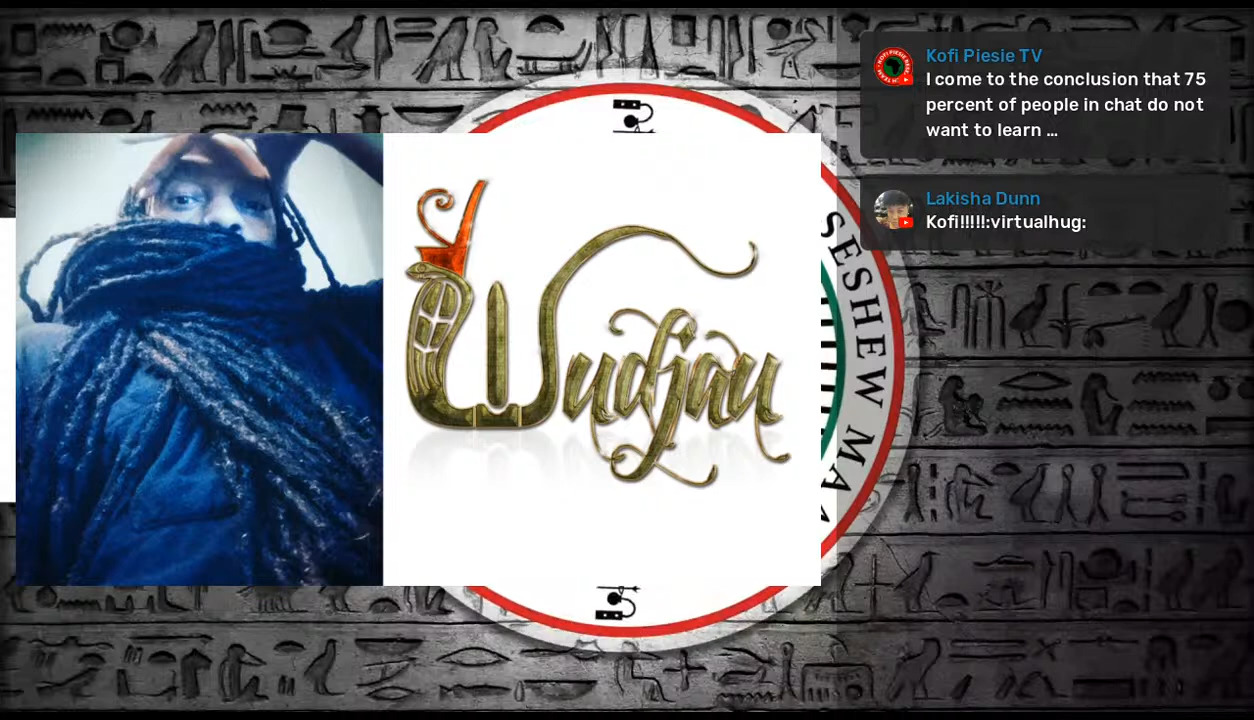 Kofi Piesie TV
I come to the conclusion that 75
percent of people in chat do not
want to learn …
Lakisha Dunn
Kofi!!!!!:virtualhug:
Wudjau
SESHEW MA